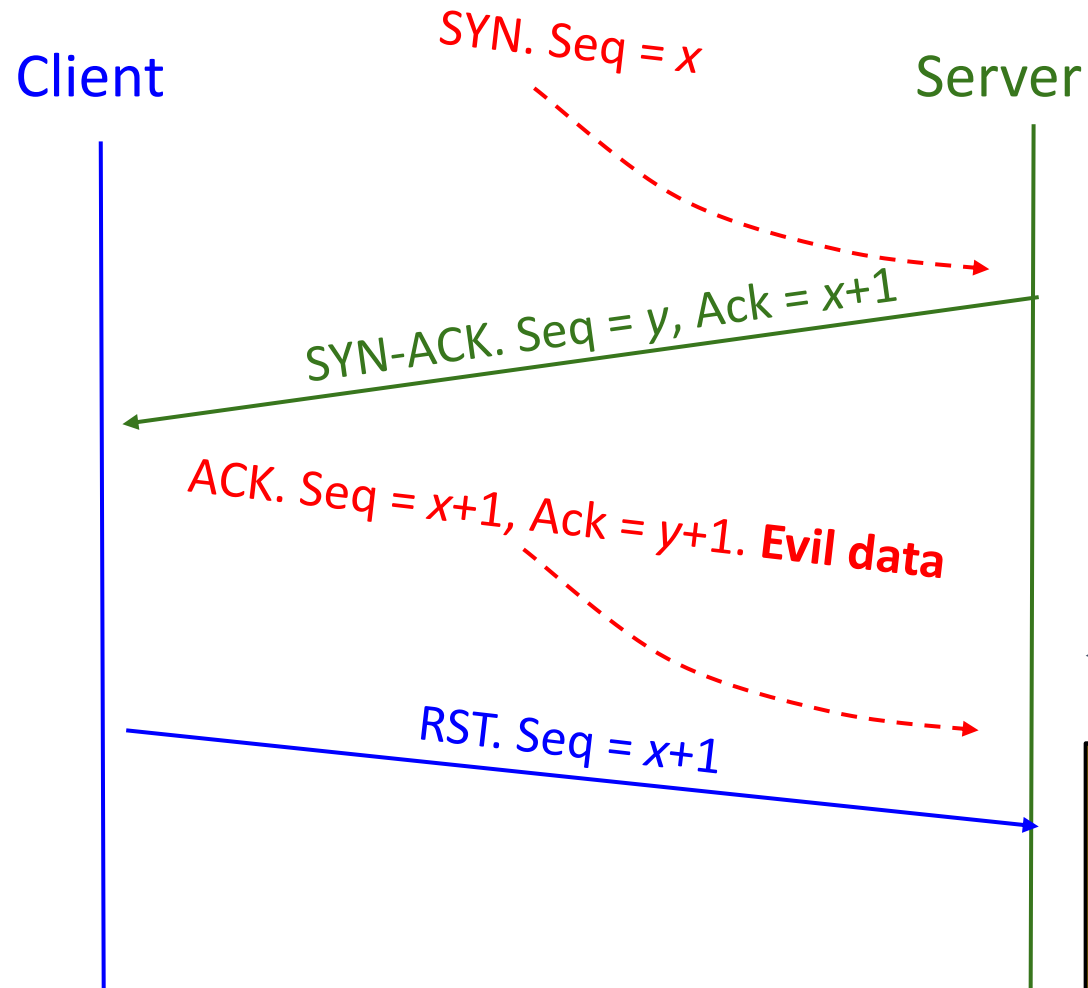 SYN. Seq = x
Client
Server
SYN-ACK. Seq = y, Ack = x+1
ACK. Seq = x+1, Ack = y+1. Evil data
RST. Seq = x+1